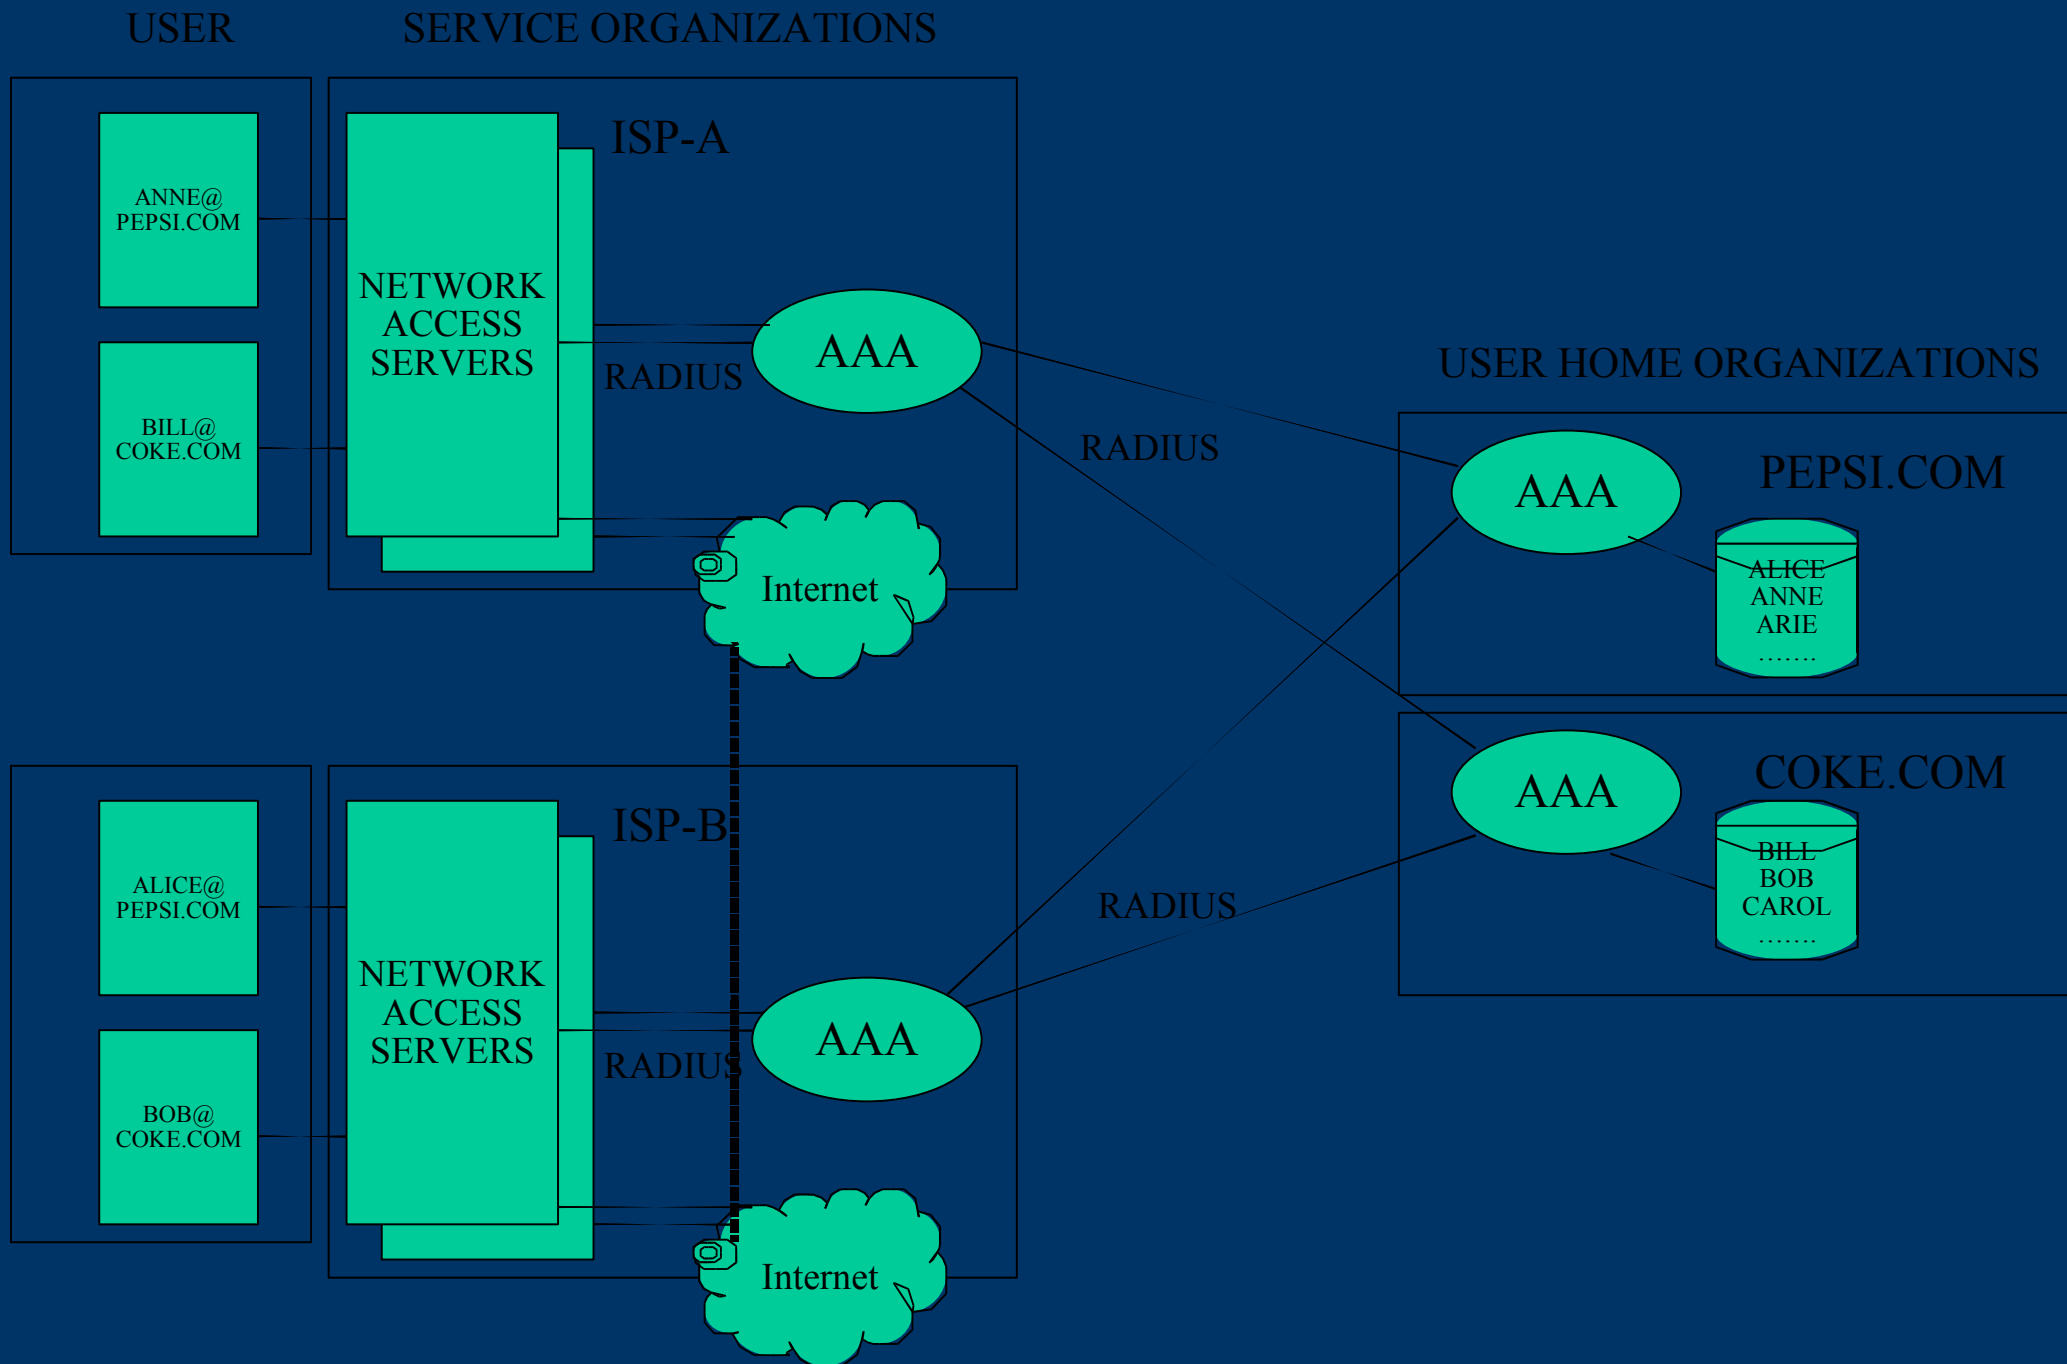 USER
SERVICE ORGANIZATIONS
ISP-A
ANNE@
PEPSI.COM
BILL@
COKE.COM
NETWORK
ACCESS
SERVERS
RADIUS
AAA
Internet
RADIUS
USER HOME ORGANIZATIONS
AAA
PEPSI.COM
ALICE
ANNE
ARIE
…….
AAA
COKE.COM
BILL
BOB
CAROL
…….
ISP-B
ALICE@
PEPSI.COM
BOB@
COKE.COM
NETWORK
ACCESS
SERVERS
RADIUS
AAA
Internet
RADIUS